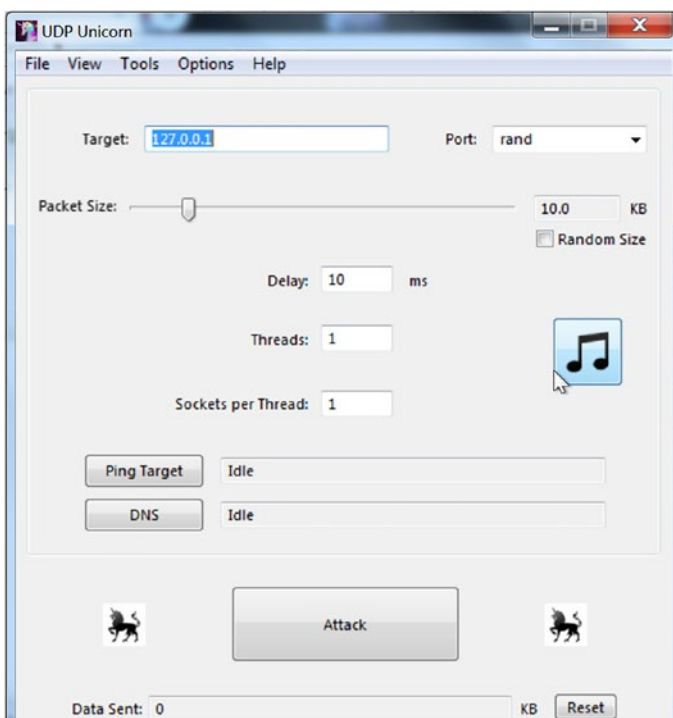 UDP Unicorn
File View Tools Options Help
Target: 127.0.0.1 Port: rand
Packet Size: 10.0 KB
Random Size
Delay: 10 ms
Threads: 1
Sockets per Thread: 1
Ping Target Idle
DNS Idle
Attack
Data Sent: 0 KB Reset